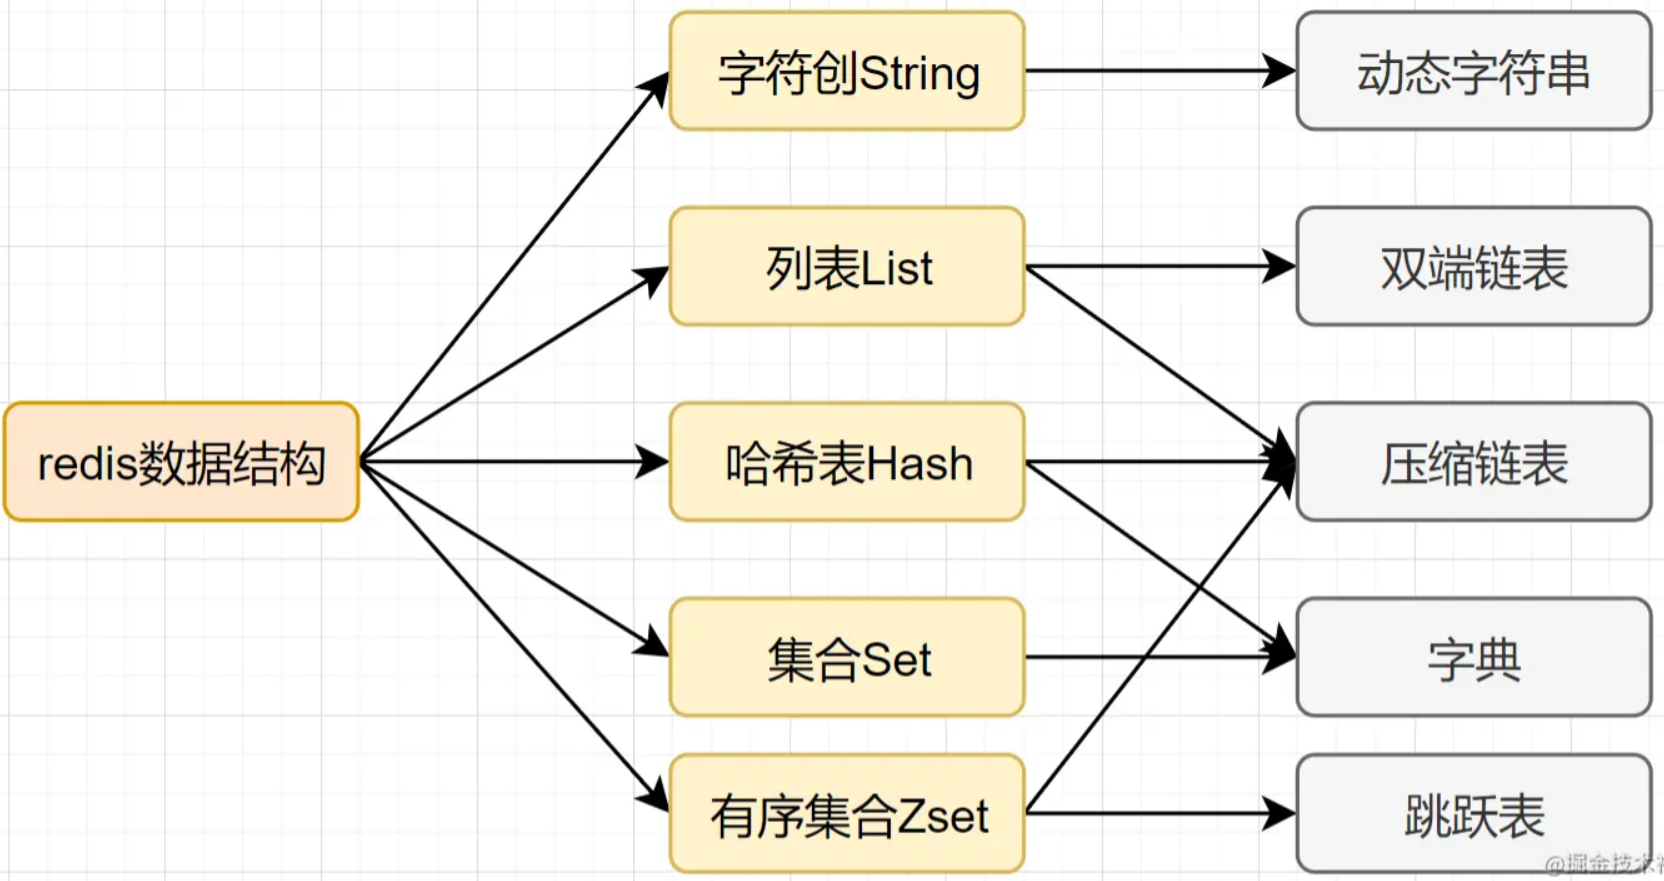 redis数据结构
字符创String
列表List
哈希表Hash
集合Set
有序集合Zset
动态字符串
双端链表
压缩链表
字典
跳跃表
@掘金技术社